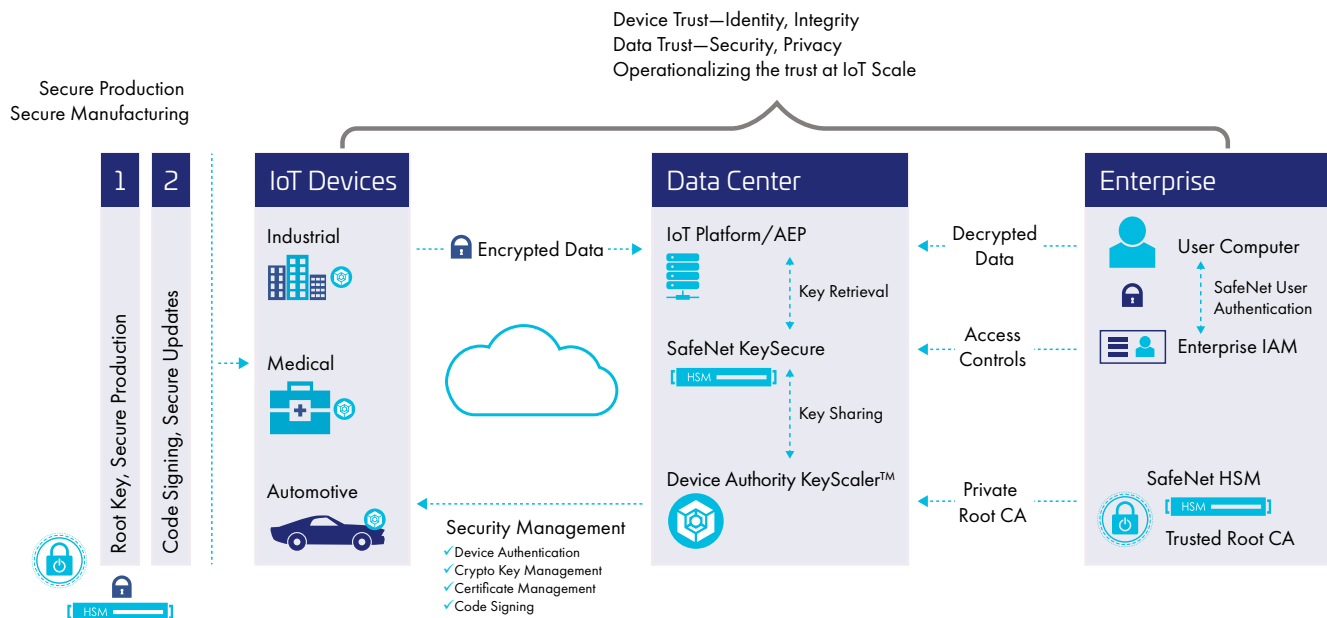 Device Trust—Identity, Integrity
Data Trust—Security, Privacy
Operationalizing the trust at IoT Scale
Secure Production
Secure Manufacturing
1
Root Key, Secure Production
2
Code Signing, Secure Updates
HSM
IoT Devices
Industrial
Medical
Automotive
Encrypted Data
Security Management
✓Device Authentication
✓Crypto Key Management
✓Certificate Management
✓Code Signing
Data Center
IoT Platform/AEP
Key Retrieval
SafeNet KeySecure
HSM
Key Sharing
Device Authority KeyScaler™
Decrypted
Data
Access
Controls
Private
Root CA
Enterprise
User Computer
SafeNet User
Authentication
Enterprise IAM
SafeNet HSM
HSM
Trusted Root CA